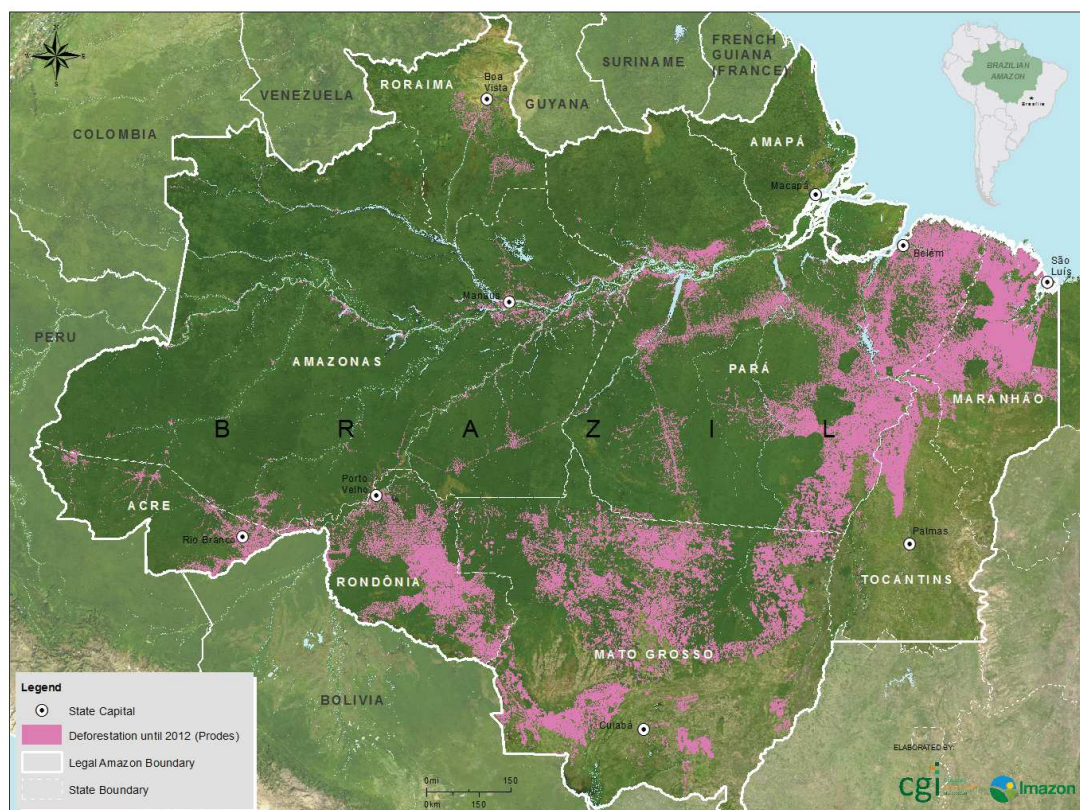 VENEZUELA
COLOMBIA
RORAIMA
Boa
Vista
GUYANA
SURINAME
FRENCH
GUIANA
(FRANCE)
AMAPÁ
Macapá
BRAZILIAN
AMAZON
Brasília
Belém
São
Luís
Manaus
PERU
AMAZONAS
PARÁ
MARANHÃO
B R A Z I L
Porto
Velho
ACRE
Rio Branco
RONDÔNIA
Palmas
TOCANTINS
MATO GROSSO
BOLIVIA
Cuiabá
Legend
State Capital
Deforestation until 2012 (Prodes)
Legal Amazon Boundary
State Boundary
0mi 150
0km 150
ELABORATED BY:
cgi
Imazon